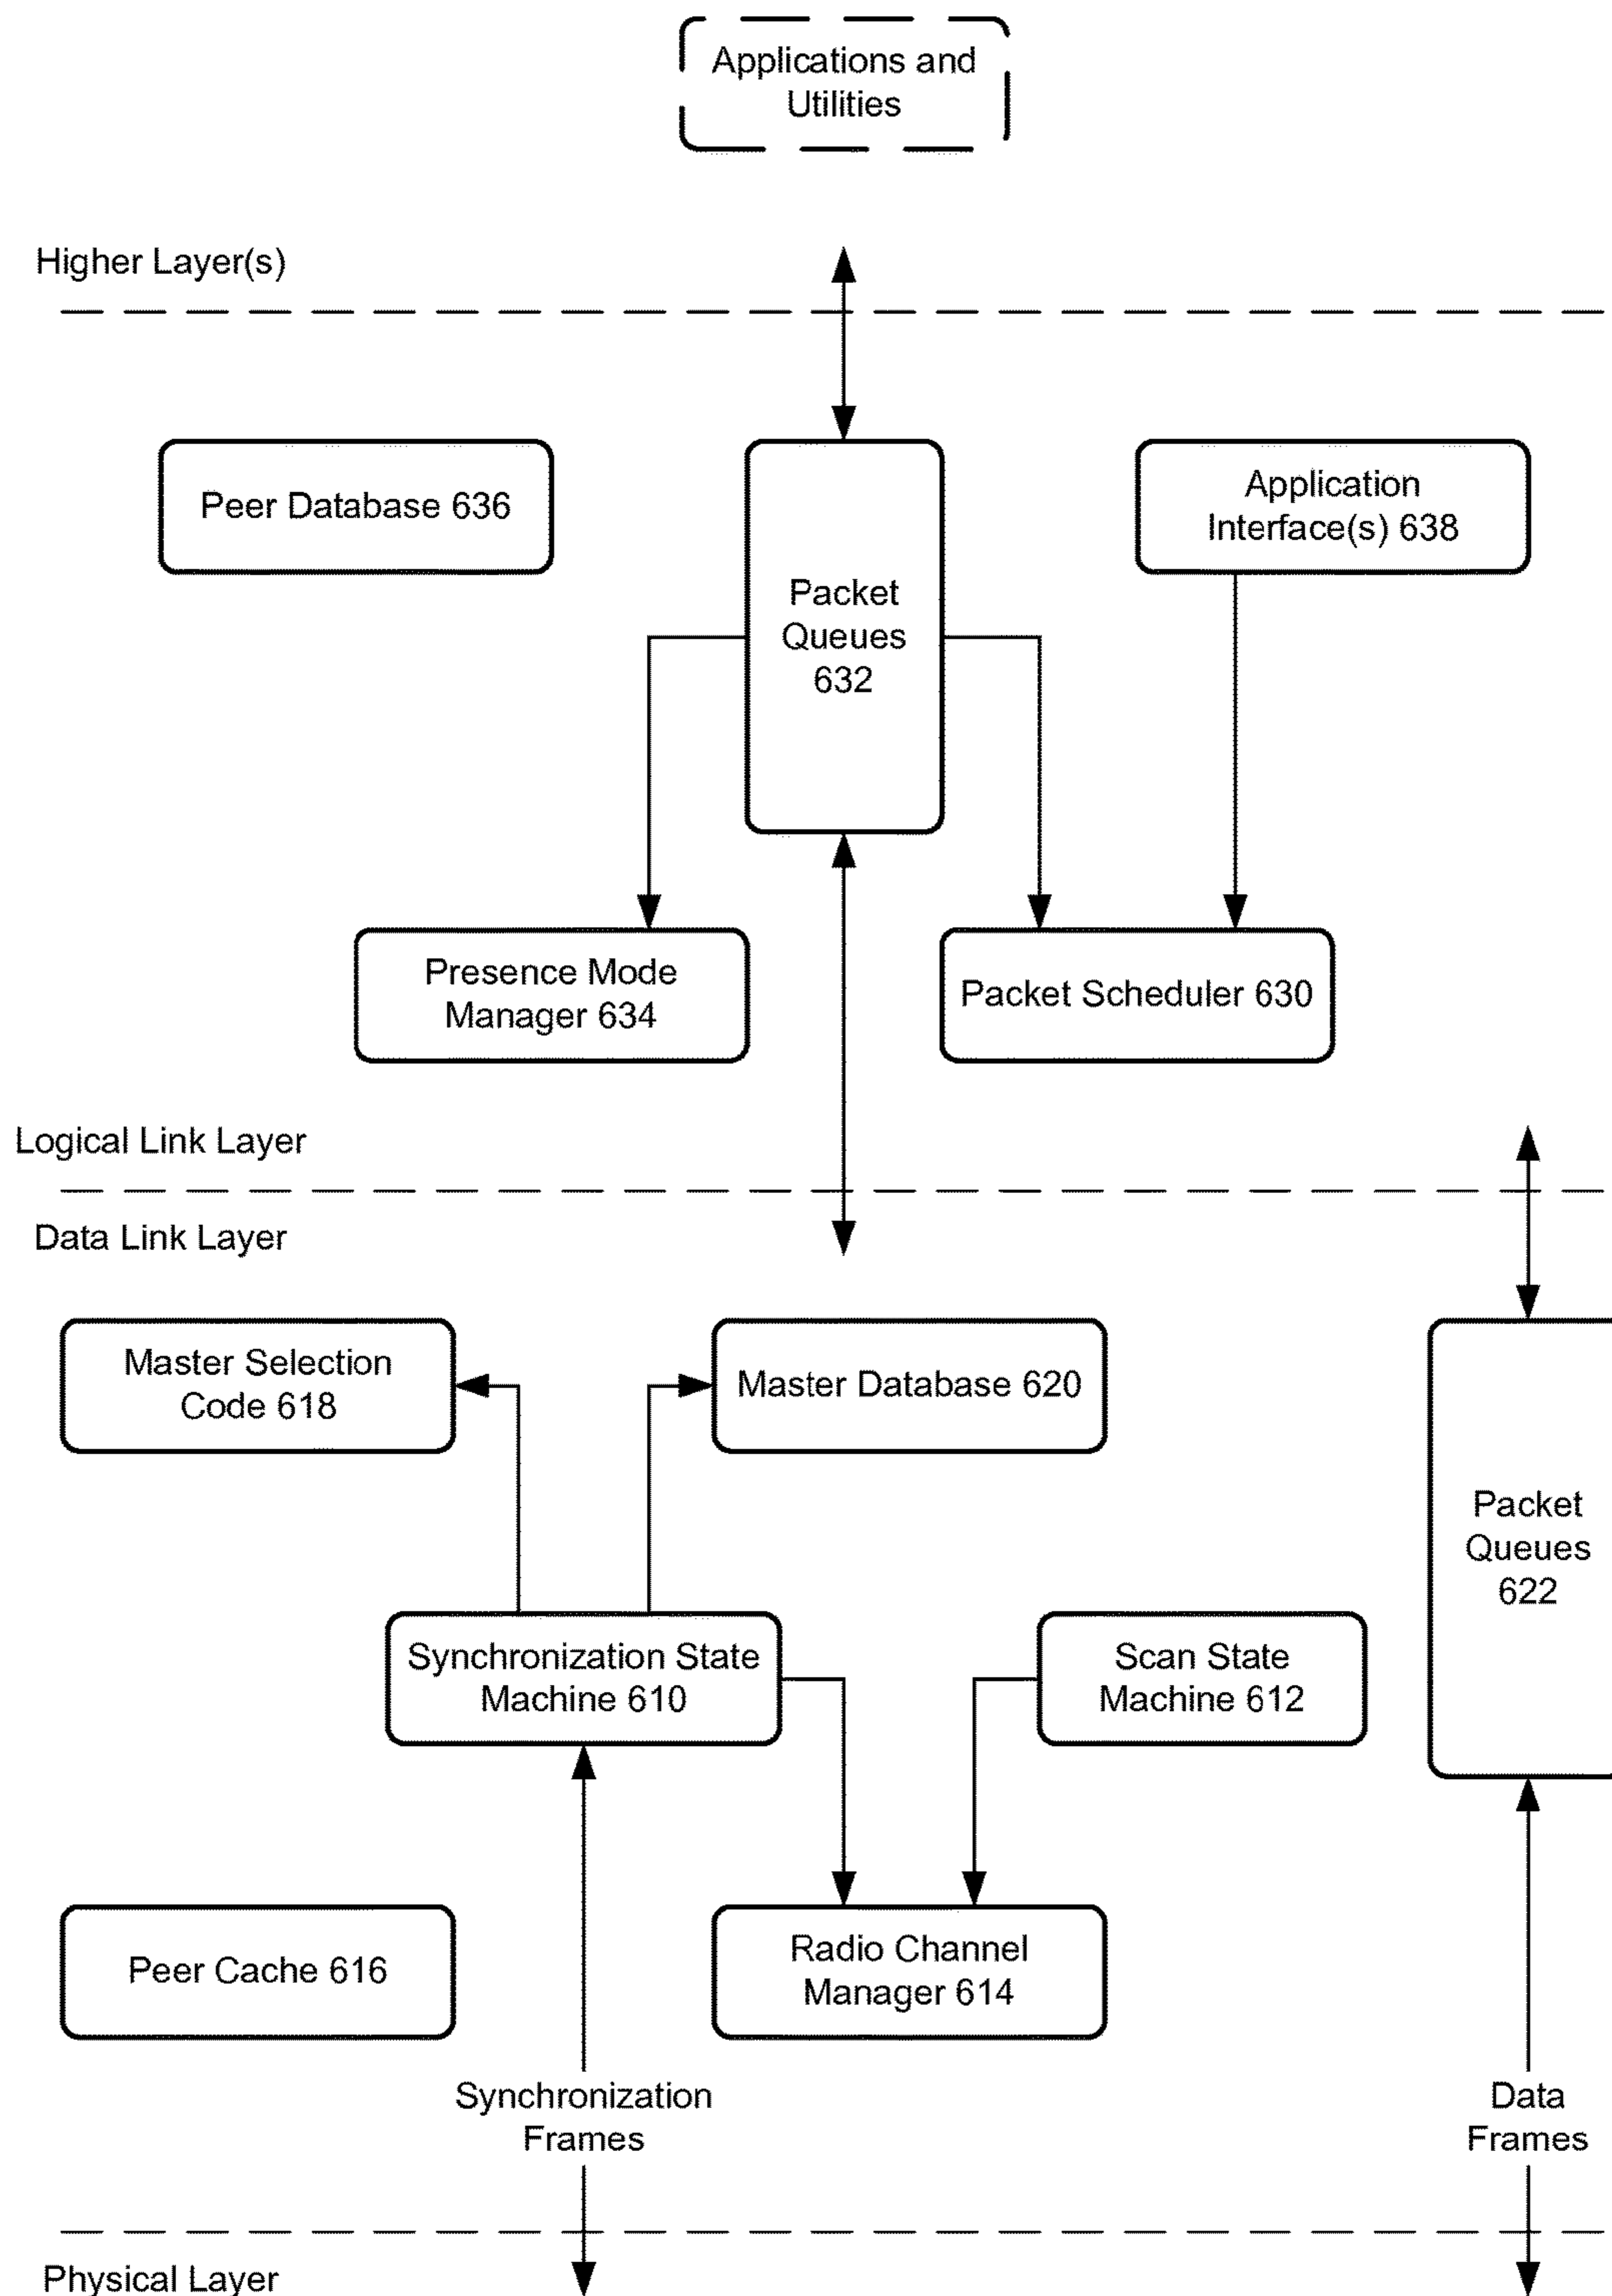 Applications and
Utilities
Higher Layer(s)
Peer Database 636
Packet
Queues
632
Application
Interface(s) 638
Presence Mode
Manager 634
Packet Scheduler 630
Logical Link Layer
Data Link Layer
Master Selection
Code 618
Master Database 620
Packet
Queues
622
Synchronization State
Machine 610
Scan State
Machine 612
Peer Cache 616
Radio Channel
Manager 614
Synchronization
Frames
Data
Frames
Physical Layer